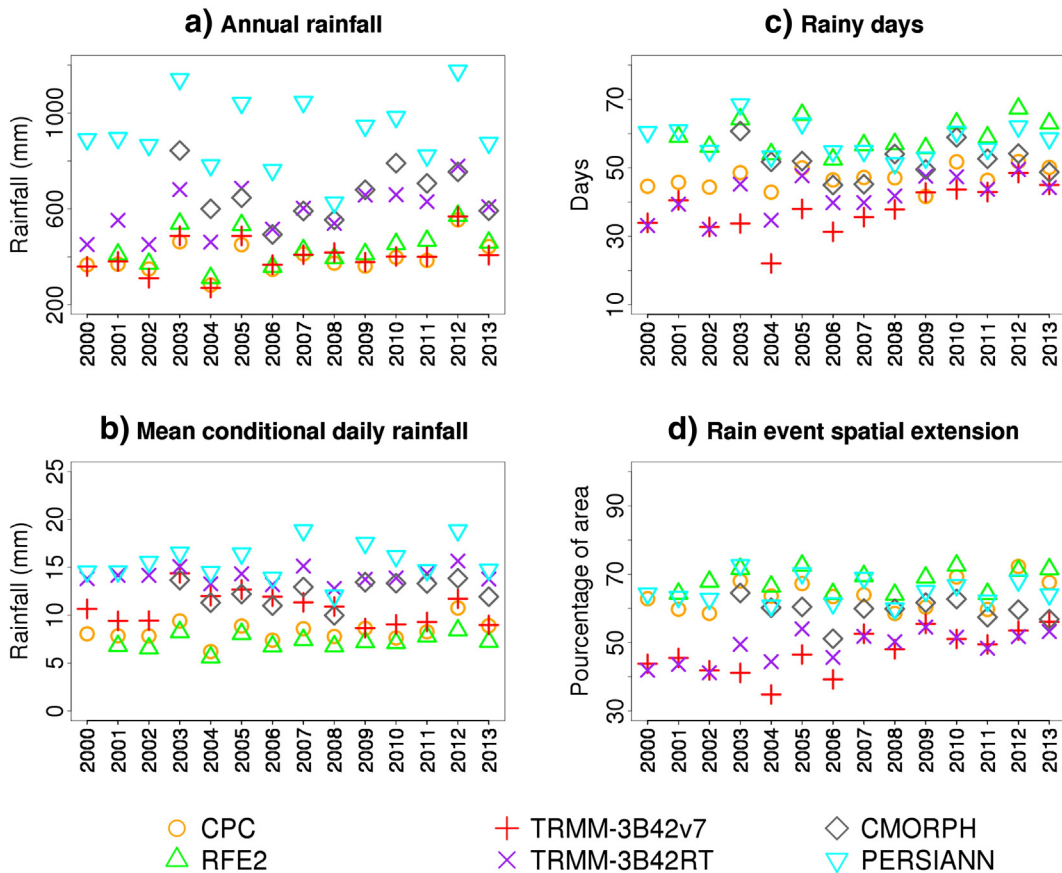 a) Annual rainfall
Rainfall (mm)
200 600 1000
2000 2001 2002 2003 2004 2005 2006 2007 2008 2009 2010 2011 2012 2013
c) Rainy days
Days
10 30 50 70
2000 2001 2002 2003 2004 2005 2006 2007 2008 2009 2010 2011 2012 2013
b) Mean conditional daily rainfall
Rainfall (mm)
0 5 10 15 20 25
2000 2001 2002 2003 2004 2005 2006 2007 2008 2009 2010 2011 2012 2013
d) Rain event spatial extension
Pourcentage of area
30 50 70 90
2000 2001 2002 2003 2004 2005 2006 2007 2008 2009 2010 2011 2012 2013
CPC
RFE2
TRMM-3B42v7
TRMM-3B42RT
CMORPH
PERSIANN